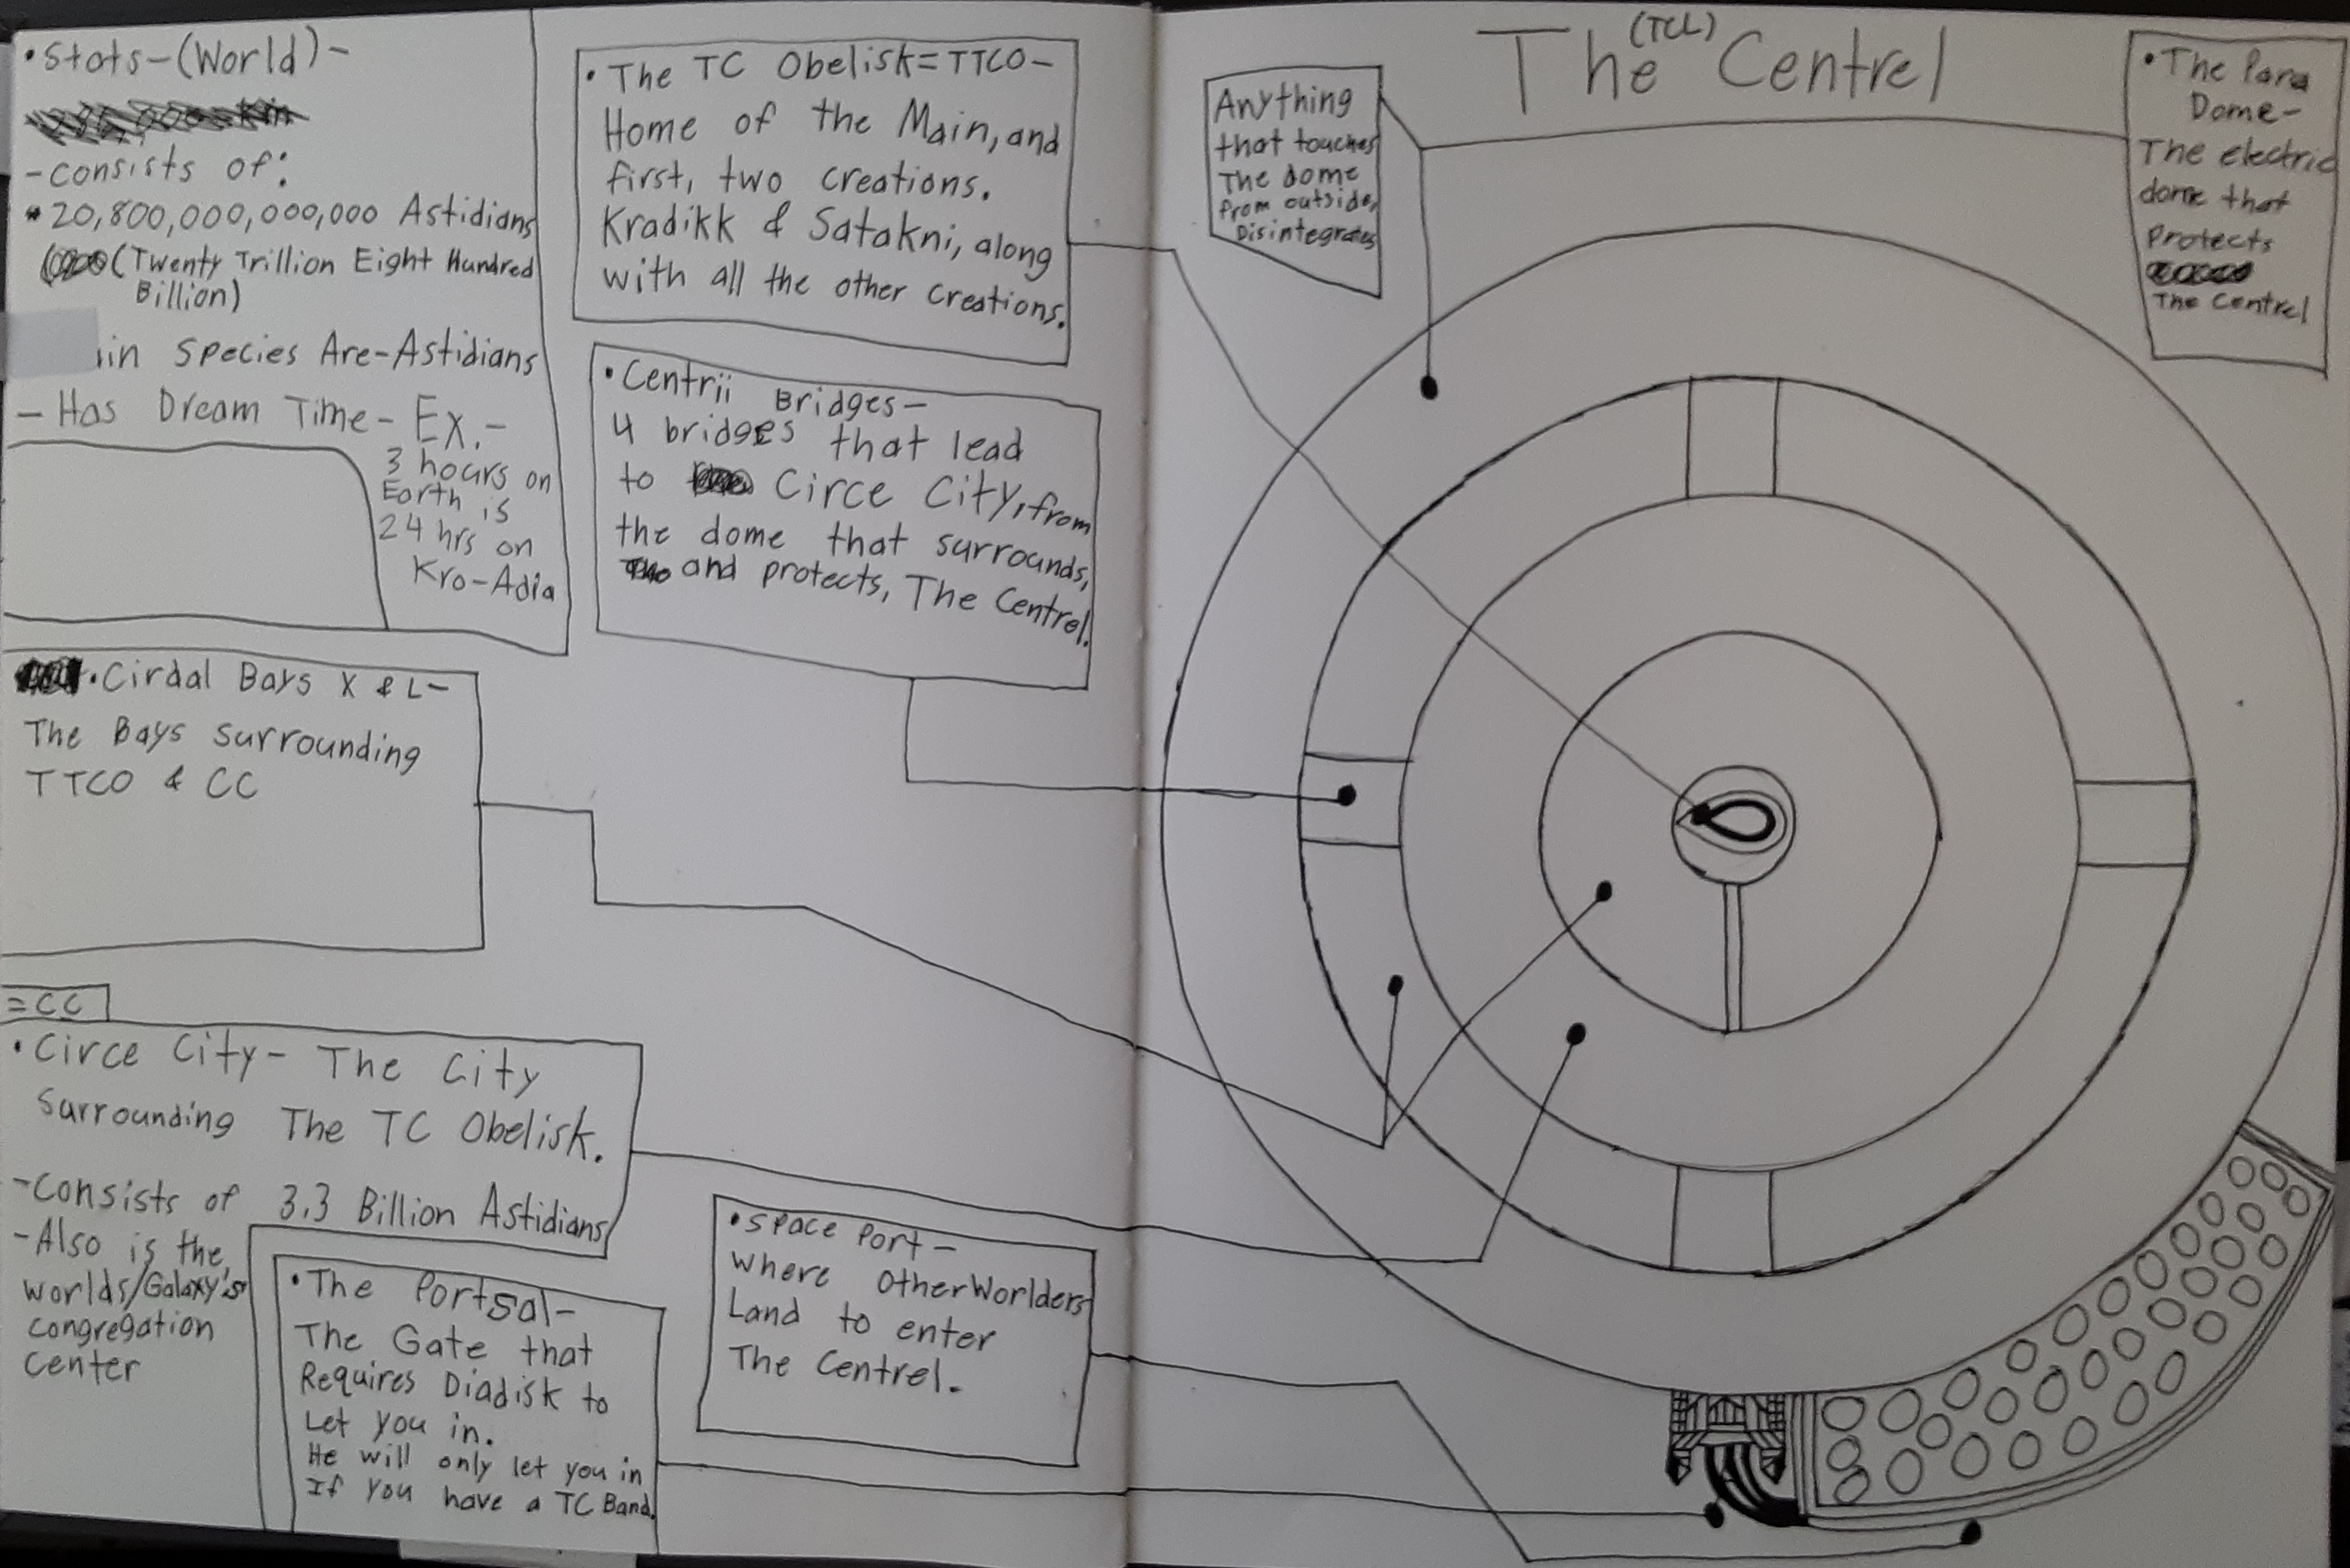 •Stats-(World)-
-consists of:
•20,800,000,000,000 Astidians
(Twenty Trillion Eight Hundred
Billion)
in Species Are-Astidians
- Has Dream Time- Ex.-
3 hours on
Earth is
24 hrs on
Kro-Adia
•Cirdal Bays X & L-
The Bays surrounding
TTCO & CC
=CC
•Circe City- The City
Surrounding The TC Obelisk.
-Consists of 3.3 Billion Astidians
-Also is the
worlds/Galaxy's
congregation
center
•The Portsal-
The Gate that
Requires Diadisk to
Let you in.
He will only let you in
If you have a TC Band.
•The TC Obelisk=TTCO-
Home of the Main, and
first, two creations.
Kradikk & Satakni, along
with all the other Creations.
•Centrii Bridges-
4 bridges that lead
to Circe City, from
the dome that surrounds,
and protects, The Centrel.
•Space Port-
Where OtherWorlders
Land to enter
The Centrel.
(TCL)
The Centrel
Anything
that touches
The dome
from outside,
Disintegrates
•The Para
Dome-
The electric
dome that
Protects
The Centrel